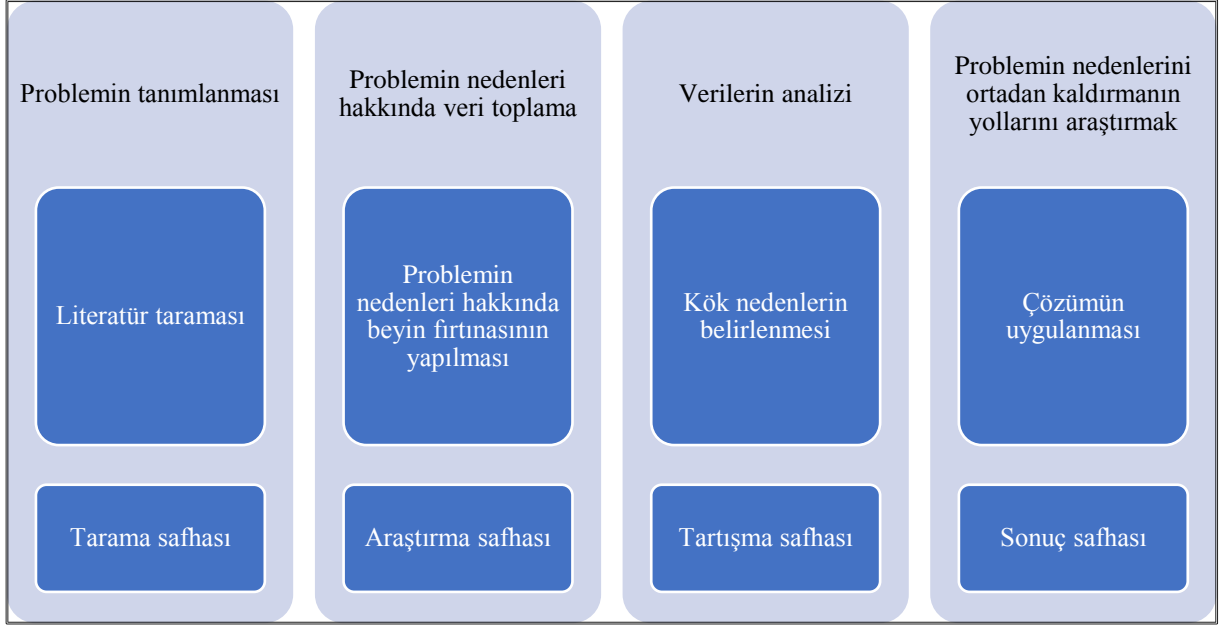 Problemin tanımlanması
Literatür taraması
Tarama safhası
Problemin nedenleri
hakkında veri toplama
Problemin
nedenleri hakkında
beyin fırtınasının
yapılması
Araştırma safhası
Verilerin analizi
Kök nedenlerin
belirlenmesi
Tartışma safhası
Problemin nedenlerini
ortadan kaldırmanın
yollarını araştırmak
Çözümün
uygulanması
Sonuç safhası